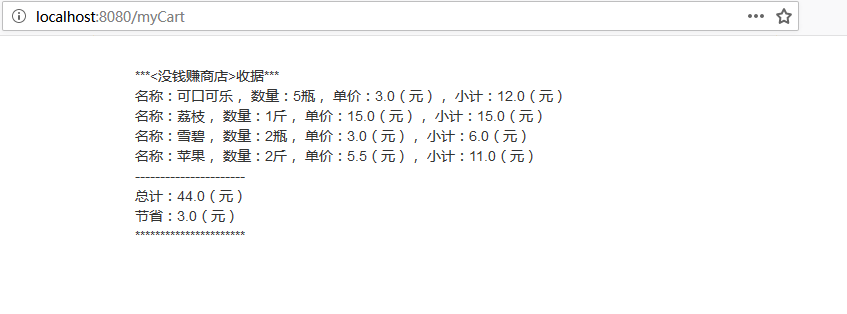 localhost:8080/myCart
***<没钱赚商店>收据***
名称：可口可乐， 数量：5瓶， 单价：3.0（元）， 小计：12.0（元）
名称：荔枝， 数量：1斤， 单价：15.0（元）， 小计：15.0（元）
名称：雪碧， 数量：2瓶， 单价：3.0（元）， 小计：6.0（元）
名称：苹果， 数量：2斤， 单价：5.5（元）， 小计：11.0（元）
----------------------
总计：44.0（元）
节省：3.0（元）
**********************